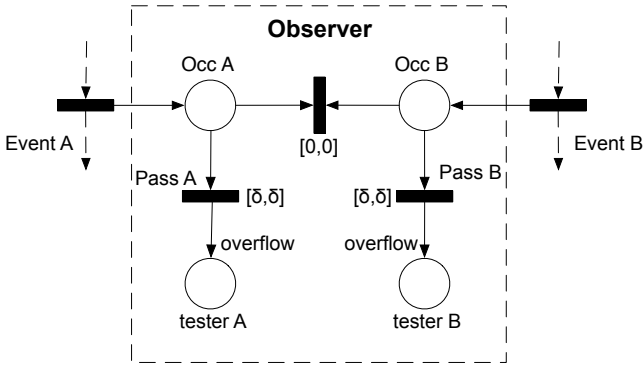 Observer
Occ A
Occ B
Event A
[0,0]
Event B
Pass A
[δ,δ]
[δ,δ]
Pass B
overflow
overflow
tester A
tester B